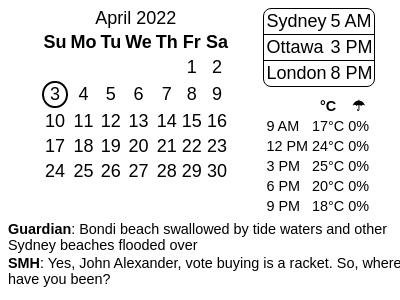 April 2022
Su Mo Tu We Th Fr Sa
1 2
3 4 5 6 7 8 9
10 11 12 13 14 15 16
17 18 19 20 21 22 23
24 25 26 27 28 29 30
Sydney 5 AM
Ottawa 3 PM
London 8 PM
°C ☂
9 AM 17°C 0%
12 PM 24°C 0%
3 PM 25°C 0%
6 PM 20°C 0%
9 PM 18°C 0%
Guardian: Bondi beach swallowed by tide waters and other
Sydney beaches flooded over
SMH: Yes, John Alexander, vote buying is a racket. So, where
have you been?